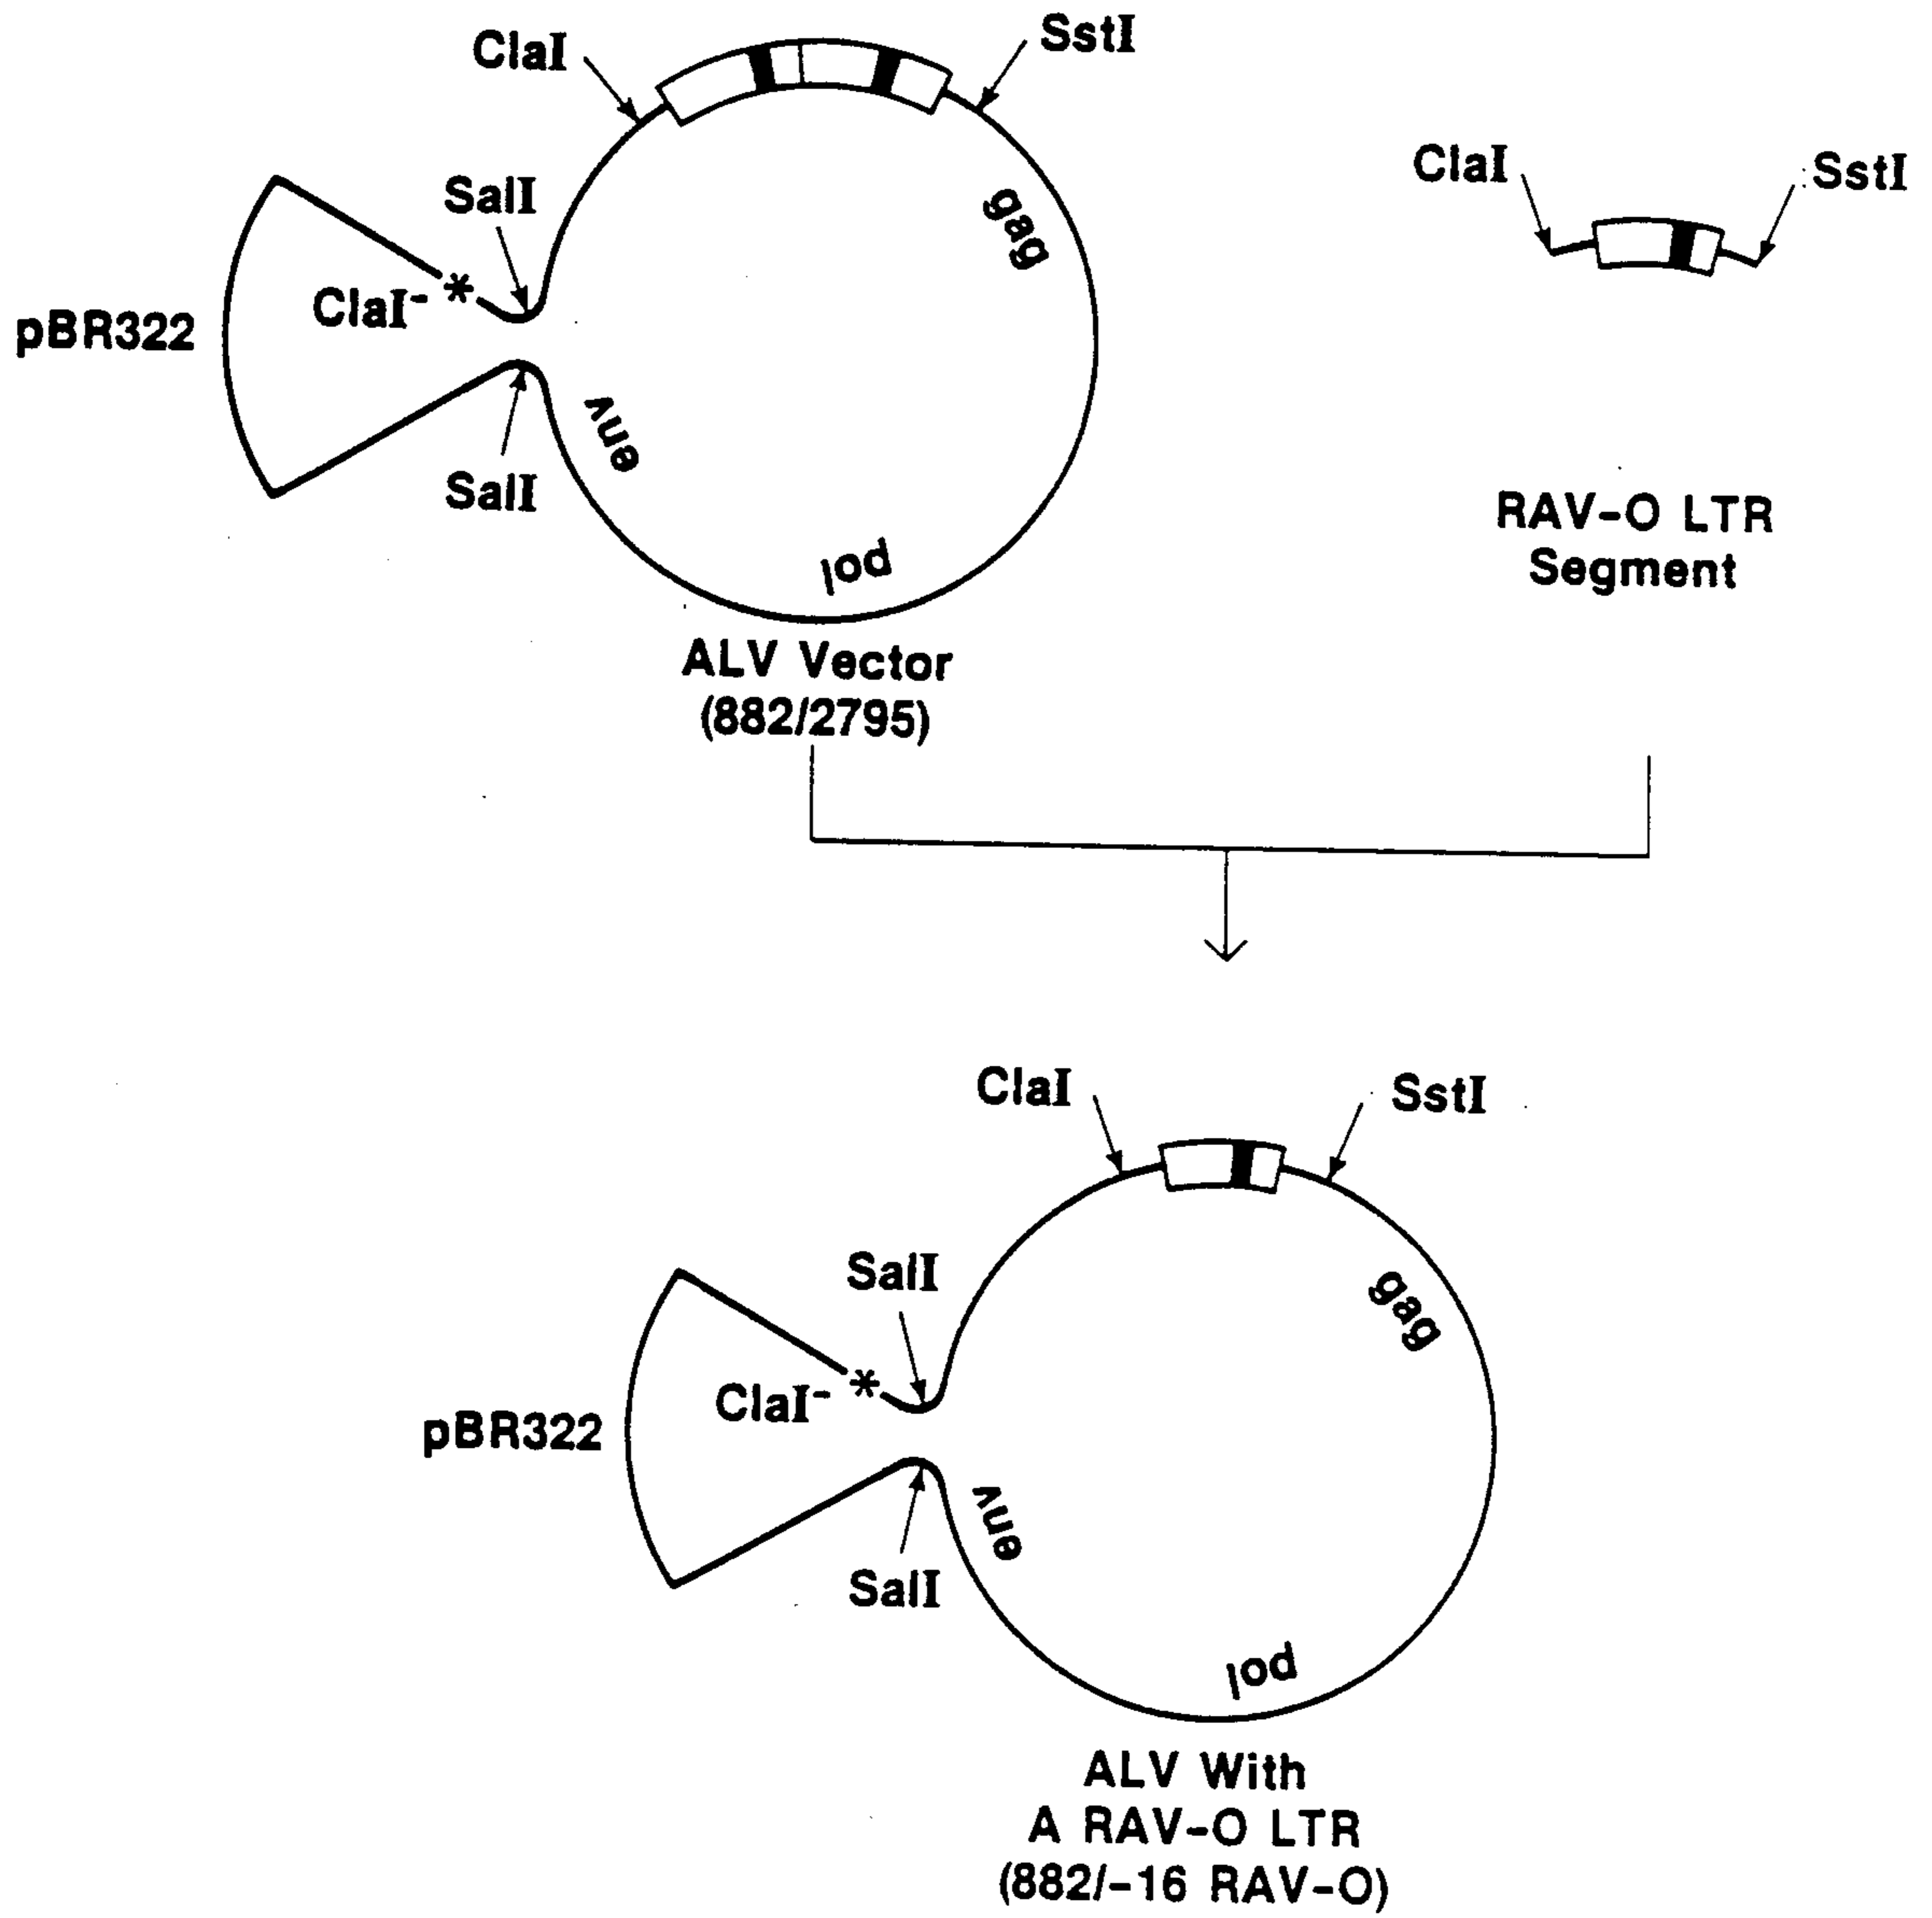 ClaI
SstI
SalI
ClaI⁻ *
pBR322
SalI
gag
env
pol
ALV Vector
(882/2795)
ClaI
SstI
RAV-O LTR
Segment
ClaI
SstI
SalI
ClaI⁻ *
pBR322
SalI
gag
env
pol
ALV With
A RAV-O LTR
(882/-16 RAV-O)